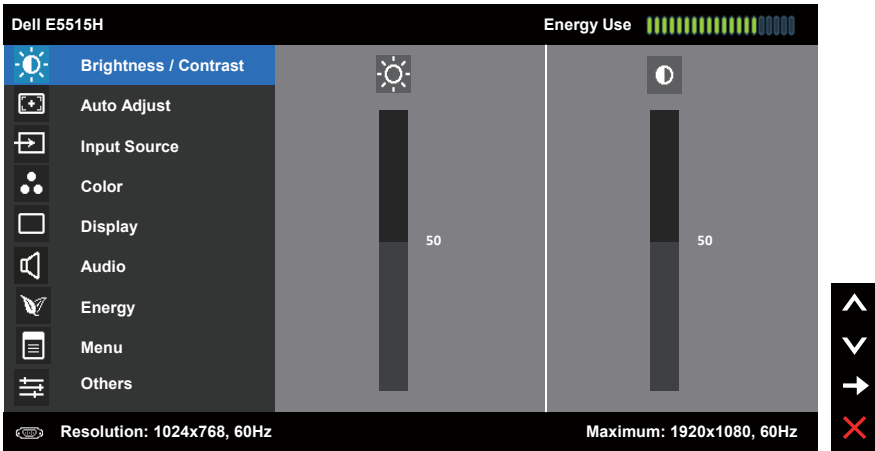 Dell E5515H
Energy Use
Brightness / Contrast
Auto Adjust
Input Source
Color
Display
Audio
Energy
Menu
Others
50
50
Resolution: 1024x768, 60Hz
Maximum: 1920x1080, 60Hz